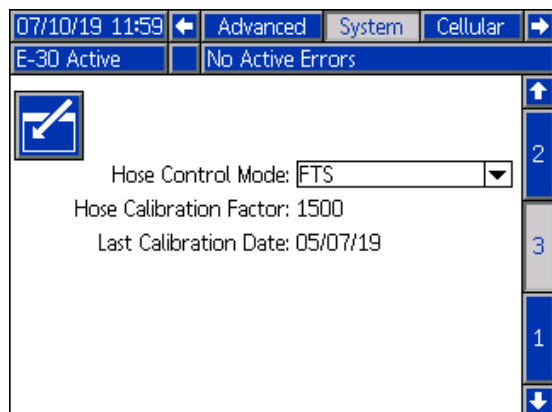 07/10/19 11:59 Advanced System Cellular
E-30 Active No Active Errors
2
Hose Control Mode: FTS
Hose Calibration Factor: 1500
Last Calibration Date: 05/07/19
3
1